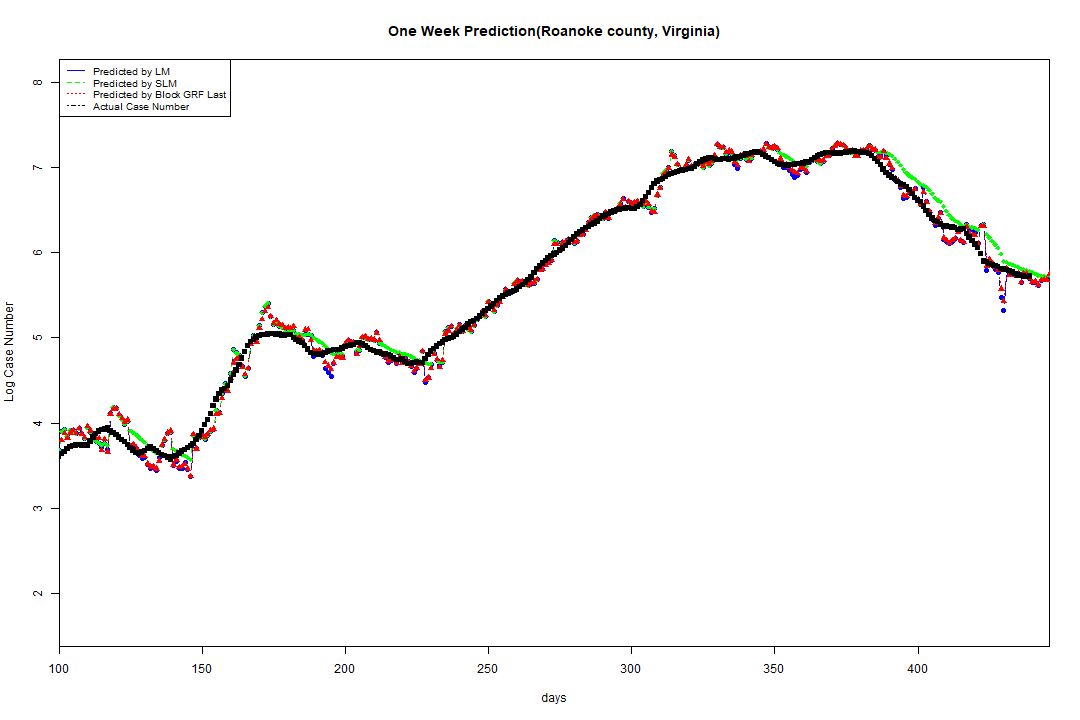 One Week Prediction(Roanoke county, Virginia)
Predicted by LM
Predicted by SLM
Predicted by Block GRF Last
Actual Case Number
8
7
6
5
4
3
2
Log Case Number
100 150 200 250 300 350 400
days